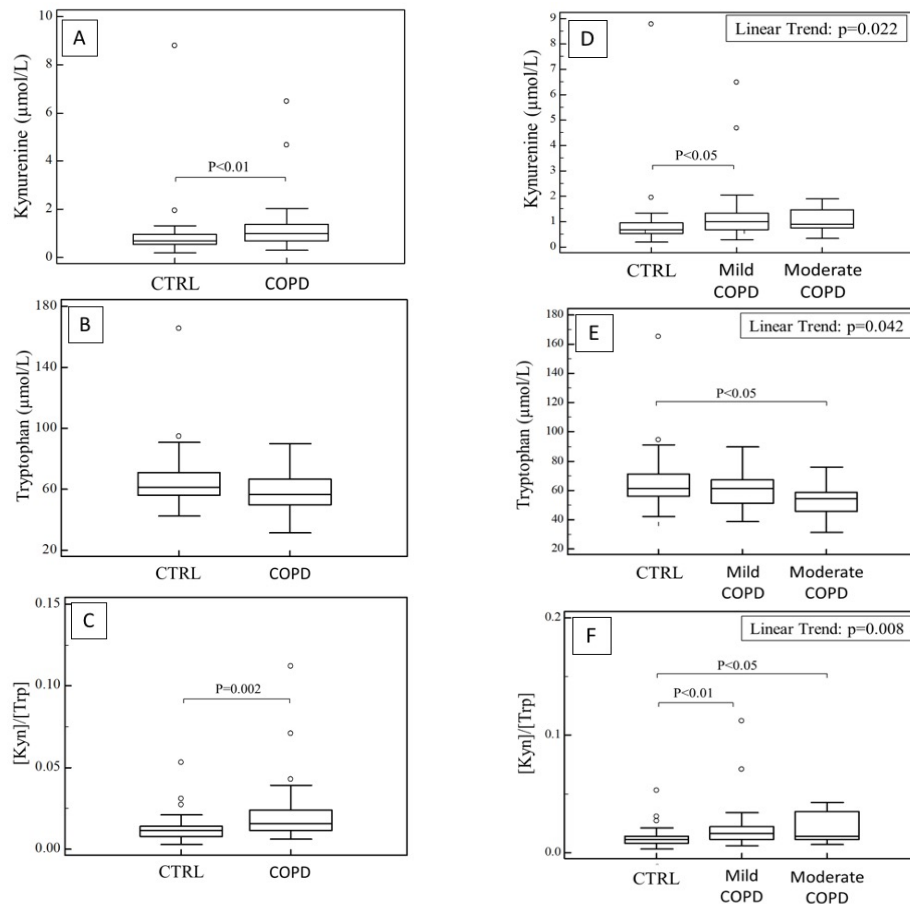 A
Kynurenine (µmol/L)
10
8
6
4
2
0
P<0.01
CTRL
COPD
B
Tryptophan (µmol/L)
180
140
100
60
20
CTRL
COPD
C
[Kyn]/[Trp]
0.15
0.10
0.05
0.00
P=0.002
CTRL
COPD
D
Linear Trend: p=0.022
Kynurenine (µmol/L)
9
8
7
6
5
4
3
2
1
0
P<0.05
CTRL
Mild
COPD
Moderate
COPD
E
Linear Trend: p=0.042
Tryptophan (µmol/L)
180
160
140
120
100
80
60
40
20
P<0.05
CTRL
Mild
COPD
Moderate
COPD
F
Linear Trend: p=0.008
[Kyn]/[Trp]
0.2
0.1
0.0
P<0.05
P<0.01
CTRL
Mild
COPD
Moderate
COPD